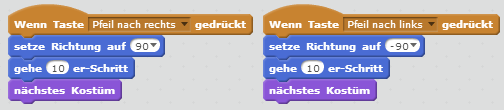 Wenn Taste Pfeil nach rechts gedrückt
setze Richtung auf 90
gehe 10 er-Schritt
nächstes Kostüm
Wenn Taste Pfeil nach links gedrückt
setze Richtung auf -90
gehe 10 er-Schritt
nächstes Kostüm